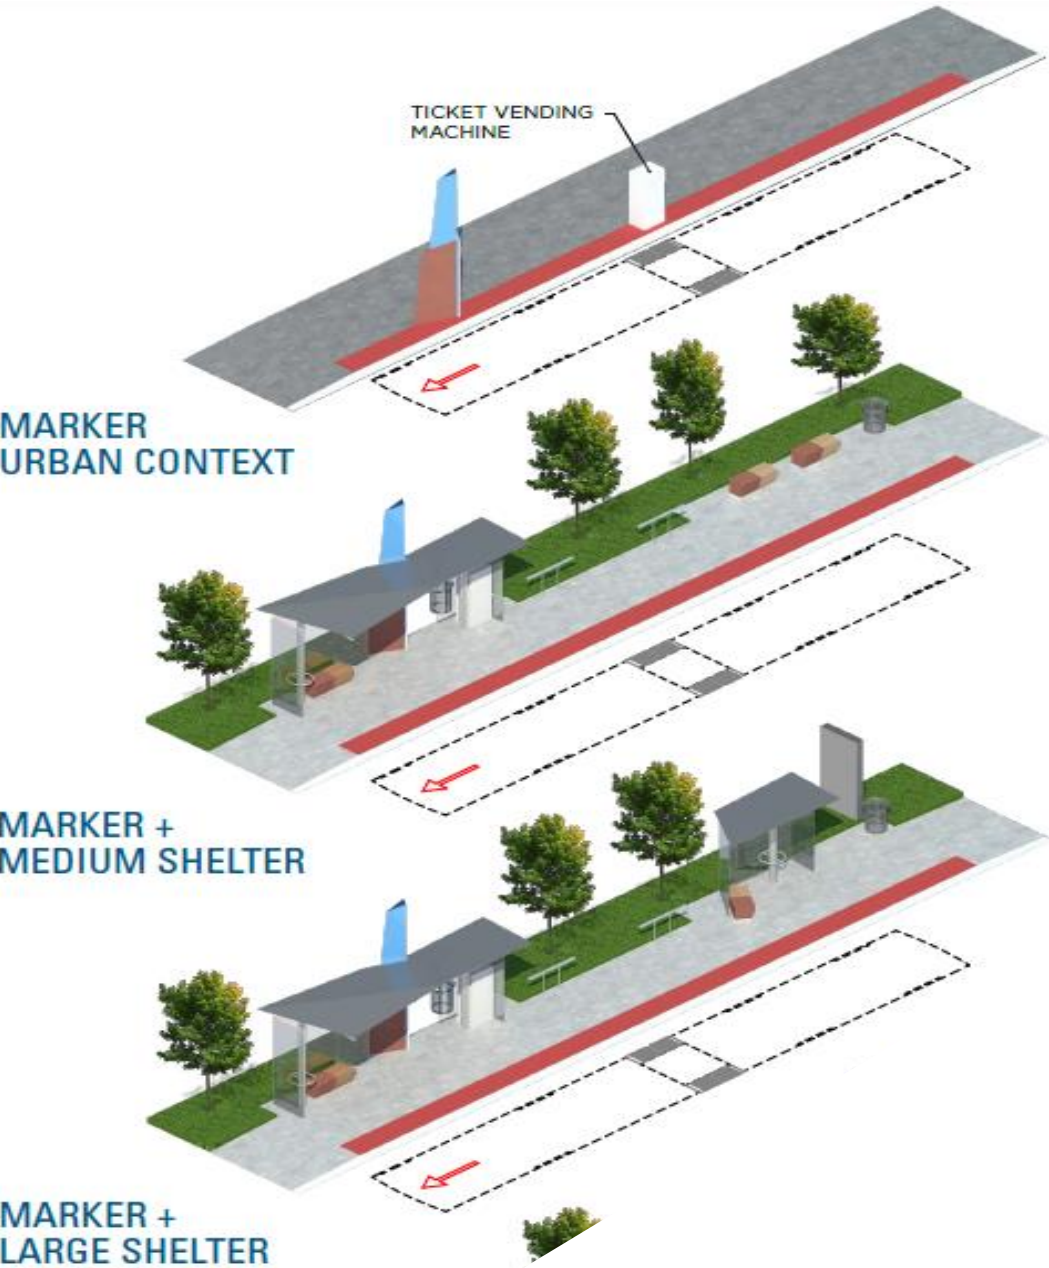 TICKET VENDING
MACHINE
MARKER
URBAN CONTEXT
MARKER +
MEDIUM SHELTER
MARKER +
LARGE SHELTER